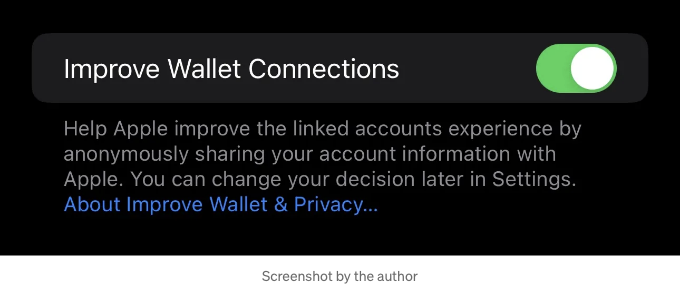 Improve Wallet Connections
Help Apple improve the linked accounts experience by
anonymously sharing your account information with
Apple. You can change your decision later in Settings.
About Improve Wallet & Privacy...
Screenshot by the author